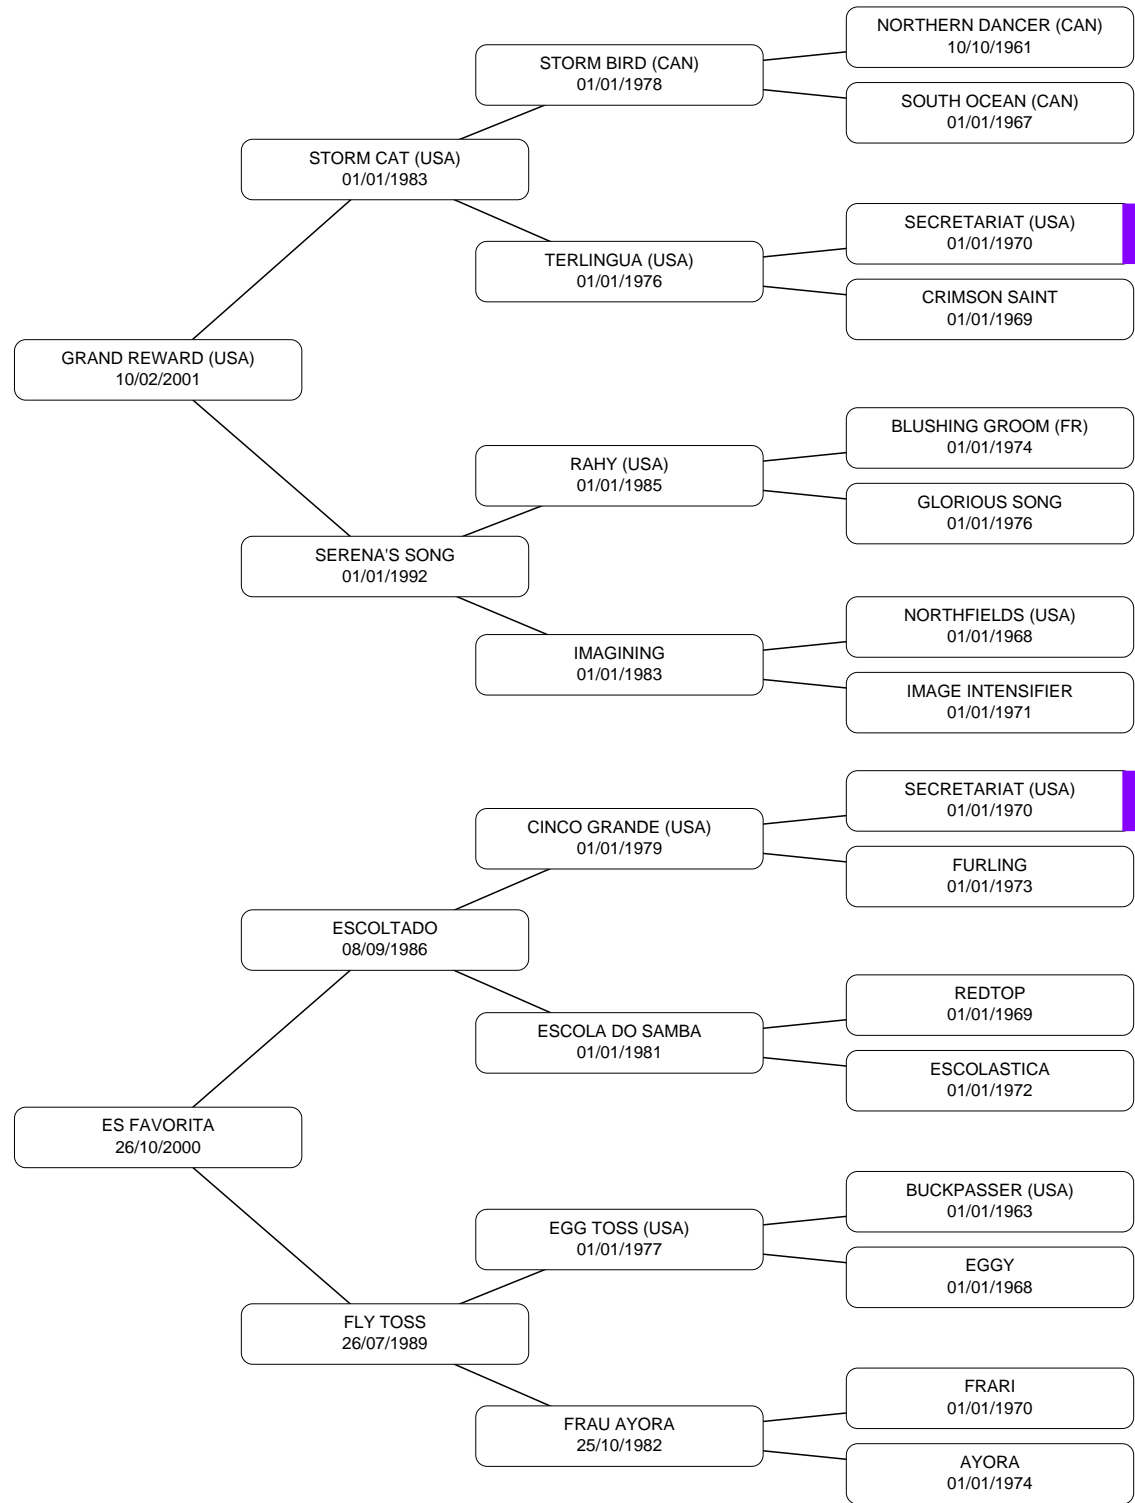 NORTHERN DANCER (CAN)
10/10/1961
STORM BIRD (CAN)
01/01/1978
SOUTH OCEAN (CAN)
01/01/1967
STORM CAT (USA)
01/01/1983
SECRETARIAT (USA)
01/01/1970
TERLINGUA (USA)
01/01/1976
CRIMSON SAINT
01/01/1969
GRAND REWARD (USA)
10/02/2001
BLUSHING GROOM (FR)
01/01/1974
RAHY (USA)
01/01/1985
GLORIOUS SONG
01/01/1976
SERENA'S SONG
01/01/1992
NORTHFIELDS (USA)
01/01/1968
IMAGINING
01/01/1983
IMAGE INTENSIFIER
01/01/1971
SECRETARIAT (USA)
01/01/1970
CINCO GRANDE (USA)
01/01/1979
FURLING
01/01/1973
ESCOLTADO
08/09/1986
REDTOP
01/01/1969
ESCOLA DO SAMBA
01/01/1981
ESCOLASTICA
01/01/1972
ES FAVORITA
26/10/2000
BUCKPASSER (USA)
01/01/1963
EGG TOSS (USA)
01/01/1977
EGGY
01/01/1968
FLY TOSS
26/07/1989
FRARI
01/01/1970
FRAU AYORA
25/10/1982
AYORA
01/01/1974